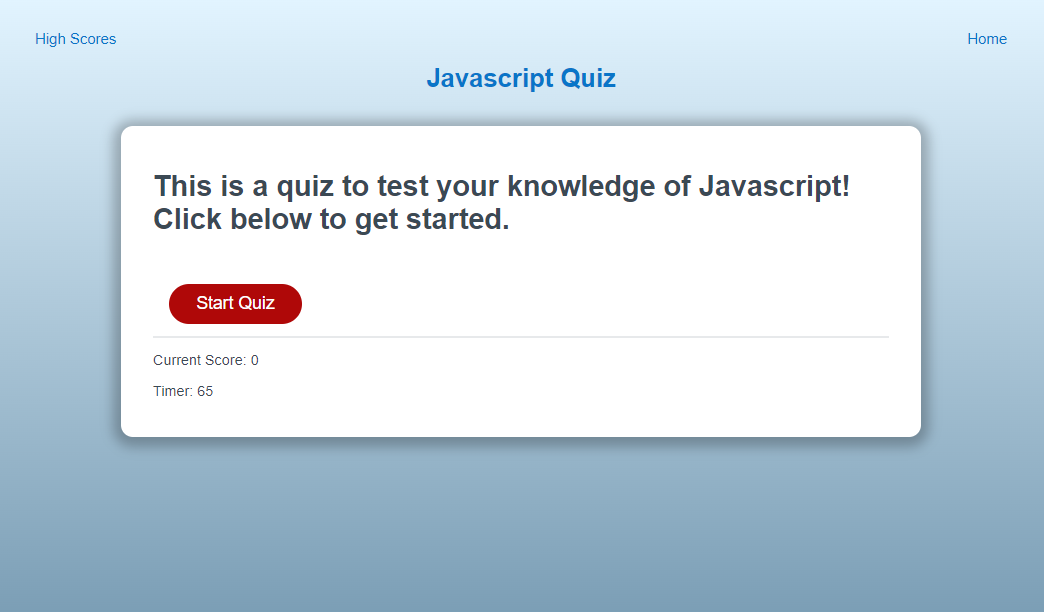 High Scores
Home
Javascript Quiz
This is a quiz to test your knowledge of Javascript!
Click below to get started.
Start Quiz
Current Score: 0
Timer: 65